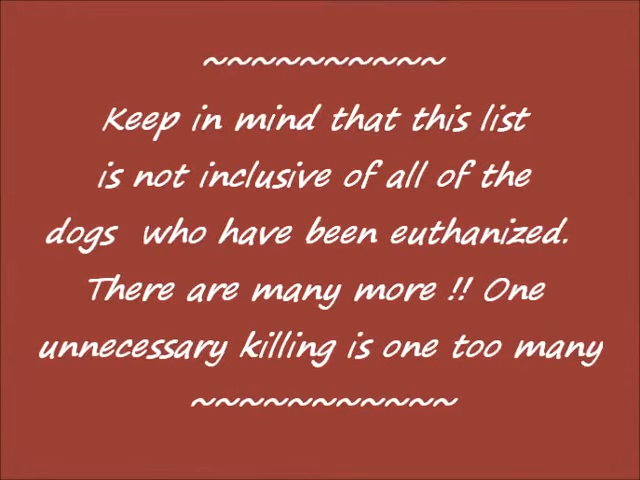 ~~~~~~~~~~
Keep in mind that this list
is not inclusive of all of the
dogs  who have been euthanized.
There are many more !! One
unnecessary killing is one too many
~~~~~~~~~~~